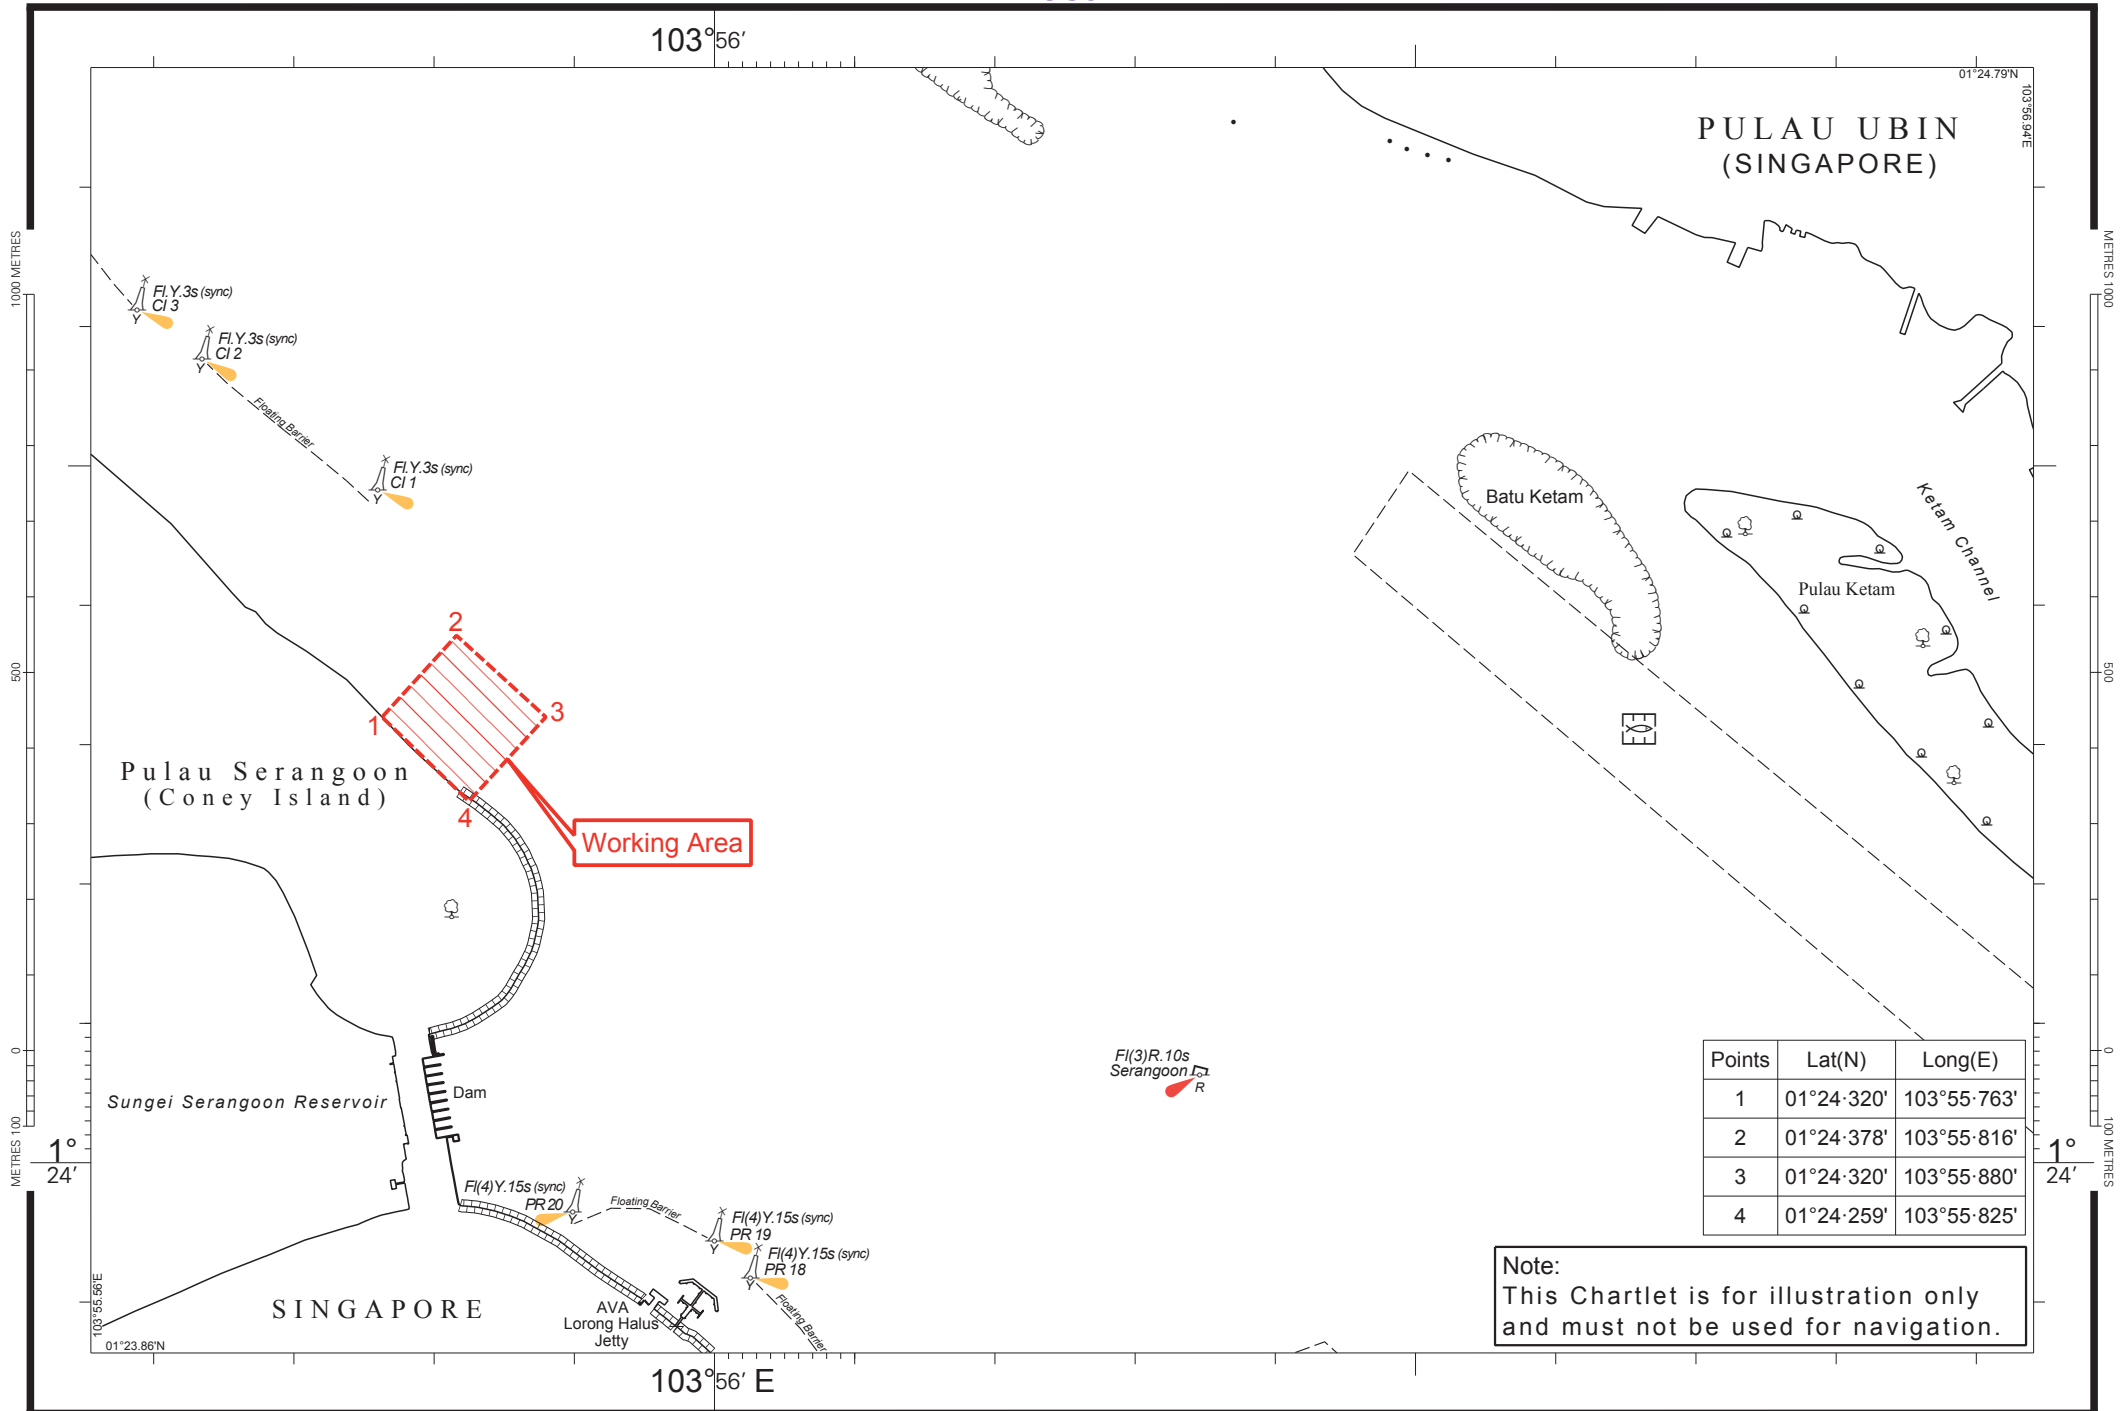 103°56'
01°24.79'N
103°56.94'E
PULAU UBIN
(SINGAPORE)
1000 METRES
METRES 1000
Fl.Y.3s (sync)
CI 3
Y
Fl.Y.3s (sync)
CI 2
Y
Floating Barrier
Fl.Y.3s (sync)
CI 1
Y
Batu Ketam
Ketam Channel
Pulau Ketam
2
500
500
1
3
Pulau Serangoon
(Coney Island)
4
Working Area
0
0
Fl(3)R.10s
Serangoon
R
Dam
Sungei Serangoon Reservoir
METRES 100
100 METRES
1°
24'
1°
24'
Points Lat(N) Long(E)
1 01°24·320' 103°55·763'
2 01°24·378' 103°55·816'
3 01°24·320' 103°55·880'
4 01°24·259' 103°55·825'
Fl(4)Y.15s (sync)
PR 20
Y
Floating Barrier
Fl(4)Y.15s (sync)
PR 19
Y
Fl(4)Y.15s (sync)
PR 18
Y
Floating Barrier
Note:
This Chartlet is for illustration only
and must not be used for navigation.
SINGAPORE
AVA
Lorong Halus
Jetty
103°55.56'E
01°23.86'N
103°56' E